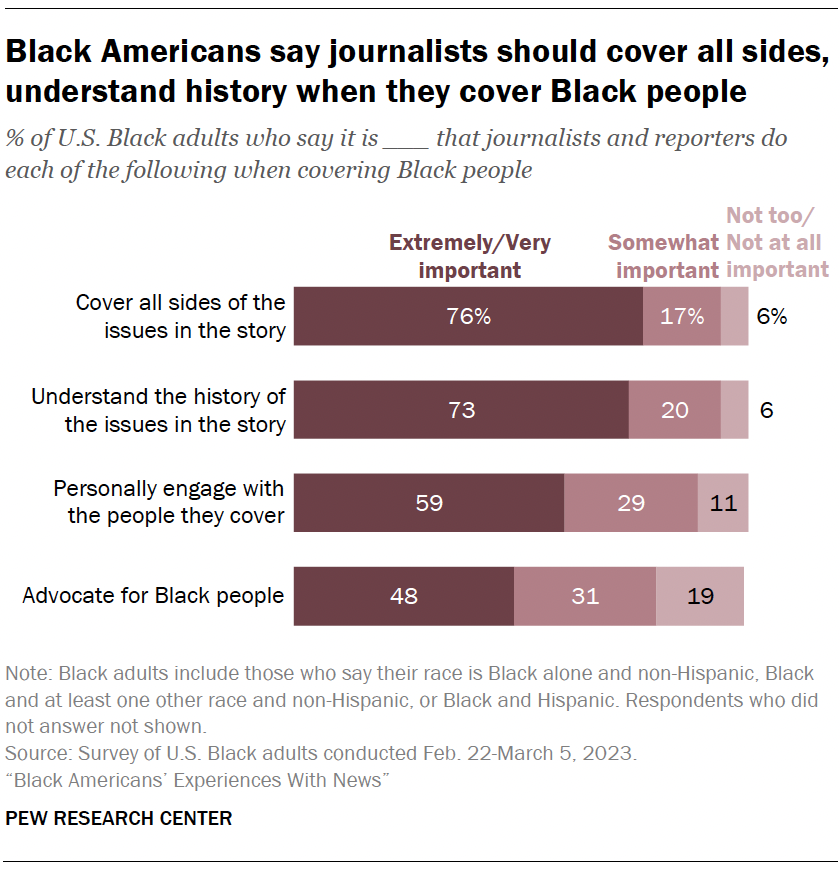 Black Americans say journalists should cover all sides,
understand history when they cover Black people
% of U.S. Black adults who say it is ___ that journalists and reporters do
each of the following when covering Black people
Extremely/Very
important
Somewhat
important
Not too/
Not at all
important
Cover all sides of the
issues in the story
76% 17% 6%
Understand the history of
the issues in the story
73 20 6
Personally engage with
the people they cover
59 29 11
Advocate for Black people 48 31 19
Note: Black adults include those who say their race is Black alone and non-Hispanic, Black
and at least one other race and non-Hispanic, or Black and Hispanic. Respondents who did
not answer not shown.
Source: Survey of U.S. Black adults conducted Feb. 22-March 5, 2023.
“Black Americans’ Experiences With News”
PEW RESEARCH CENTER